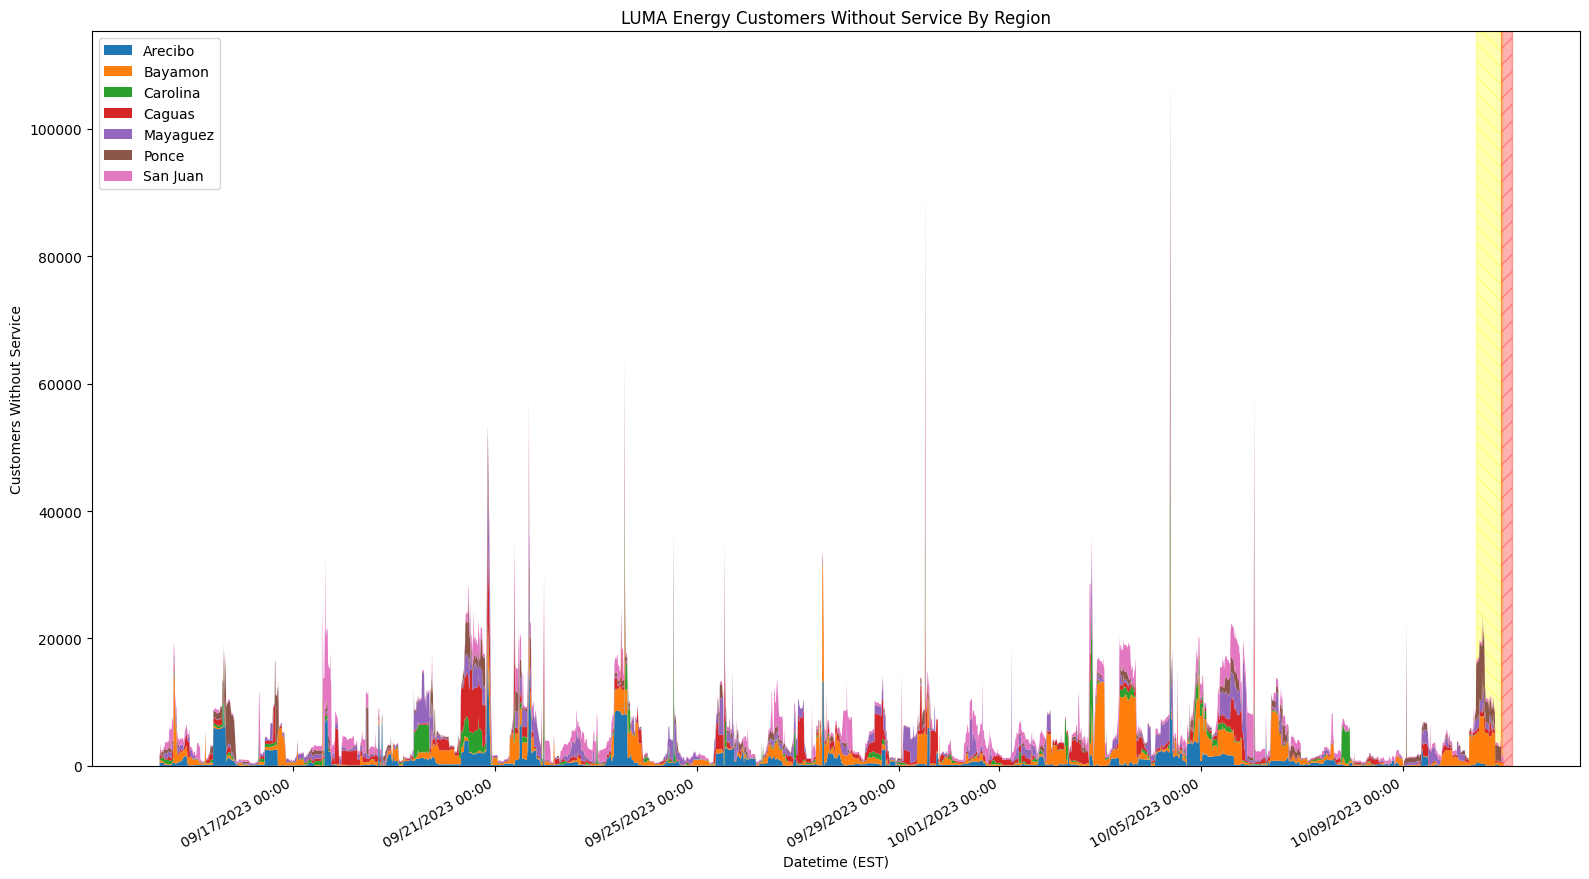 LUMA Energy Customers Without Service By Region
Arecibo
Bayamon
Carolina
Caguas
Mayaguez
Ponce
San Juan
100000
80000
60000
40000
20000
0
Customers Without Service
09/17/2023 00:00
09/21/2023 00:00
09/25/2023 00:00
09/29/2023 00:00
10/01/2023 00:00
10/05/2023 00:00
10/09/2023 00:00
Datetime (EST)